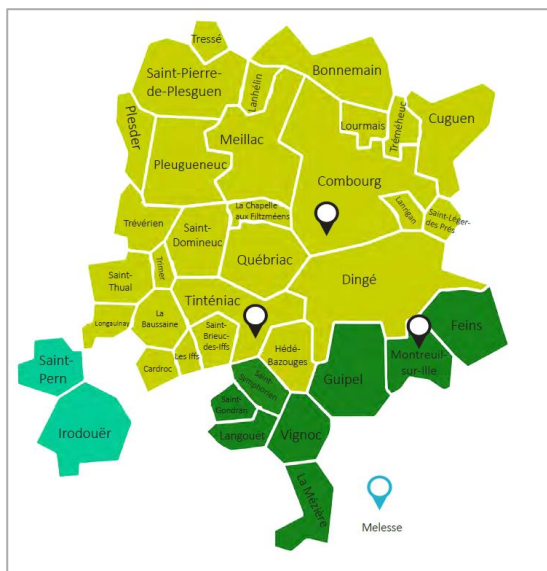 Tressé
Saint-Pierre-
de-Plesguen
Lanhélin
Bonnemain
Plesder
Meillac
Lourmais
Tréméheuc
Cuguen
Pleugueneuc
Combourg
La Chapelle
aux Filtzméens
Lanrigan
Saint-Léger-
des Prés
Trévérien
Saint-
Domineuc
Trimer
Québriac
Dingé
Saint-
Thual
Tinténiac
Longaulnay
La
Baussaine
Saint-
Brieuc-
des-Iffs
Les Iffs
Cardroc
Hédé-
Bazouges
Feins
Montreuil-
sur-Ille
Guipel
Saint-
Pern
Saint-
Symphorien
Saint-
Gondran
Irodouër
Langouët
Vignoc
La Mézière
Melesse